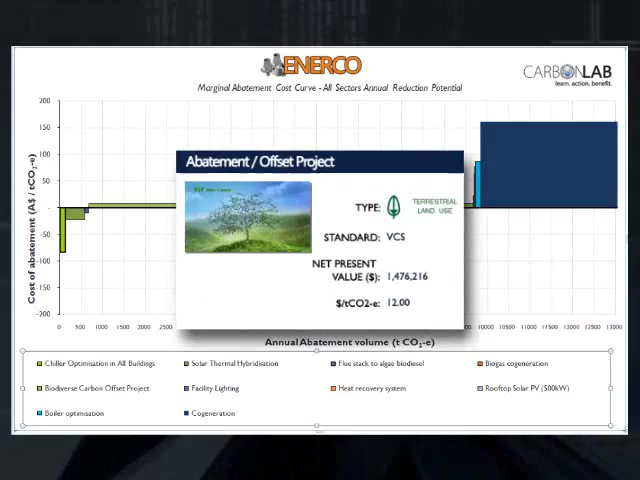 ENERCO
CARBONLAB
learn. action. benefit.
Marginal Abatement Cost Curve - All Sectors Annual Reduction Potential
200
150
100
50
-
-50
-100
-150
-200
Cost of abatement (A$ / tCO2-e)
Abatement / Offset Project
TYPE: TERRESTRIAL
LAND USE
STANDARD: VCS
NET PRESENT
VALUE ($): 1,476,216
$/tCO2-e: 12.00
0 500 1000 1500 2000 2500 10000 10500 11000 11500 12000 12500 13000
Annual Abatement volume (t CO2-e)
Chiller Optimisation in All Buildings Solar Thermal Hybridisation Flue stack to algae biodiesel Biogas cogeneration
Biodiverse Carbon Offset Project Facility Lighting Heat recovery system Rooftop Solar PV (500kW)
Boiler optimisation Cogeneration